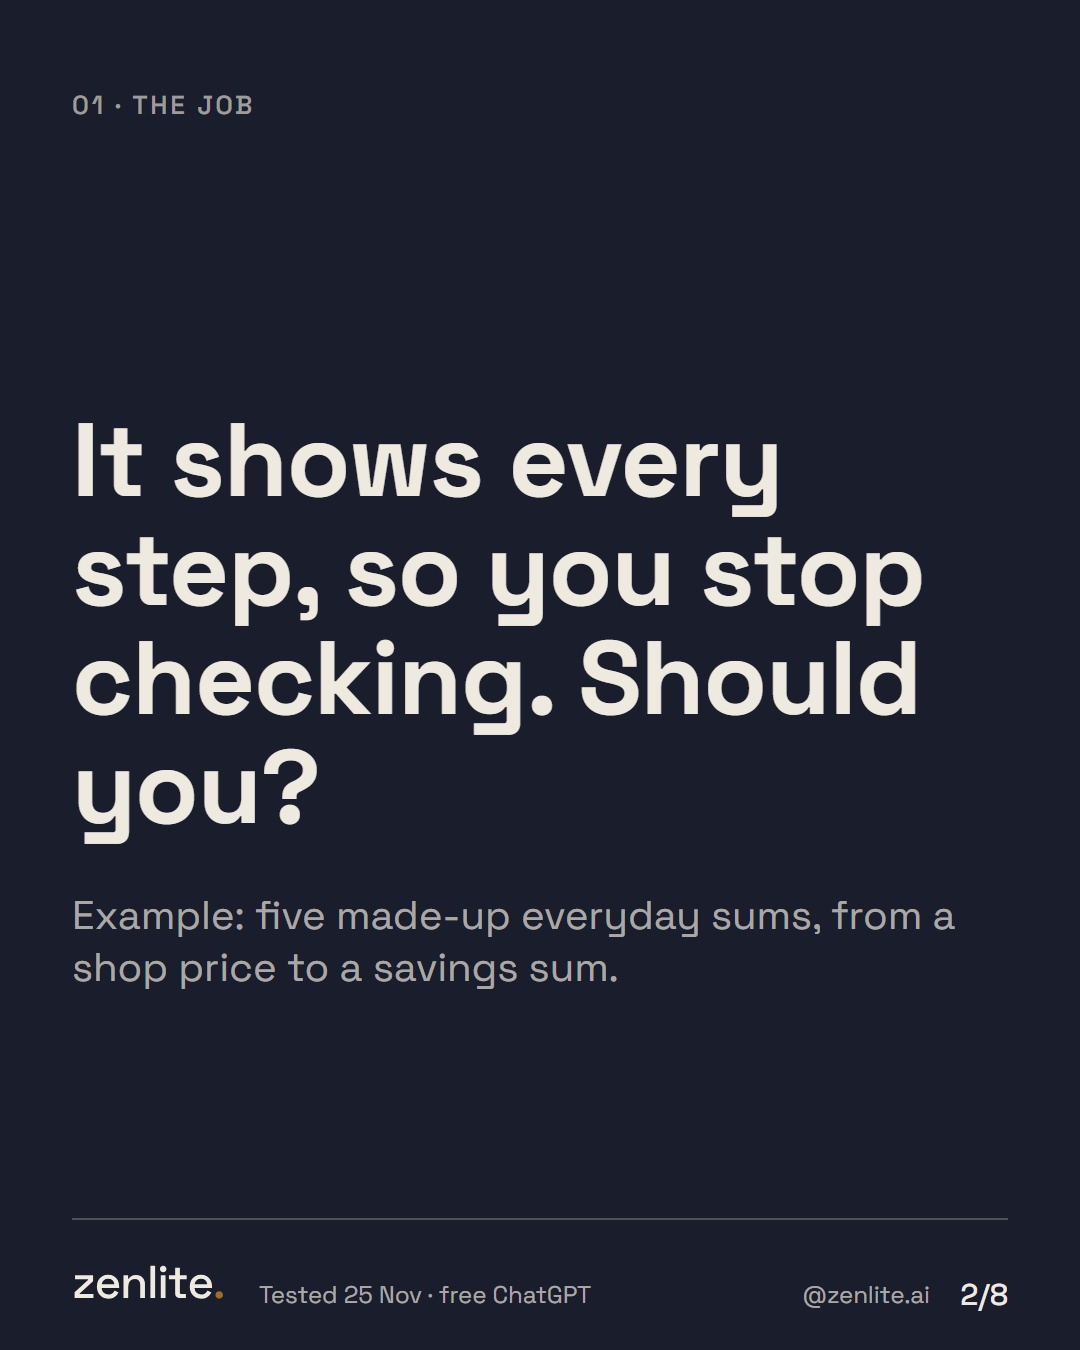 01 · THE JOB
It shows every
step, so you stop
checking. Should
you?
Example: five made-up everyday sums, from a
shop price to a savings sum.
zenlite. Tested 25 Nov · free ChatGPT @zenlite.ai 2/8